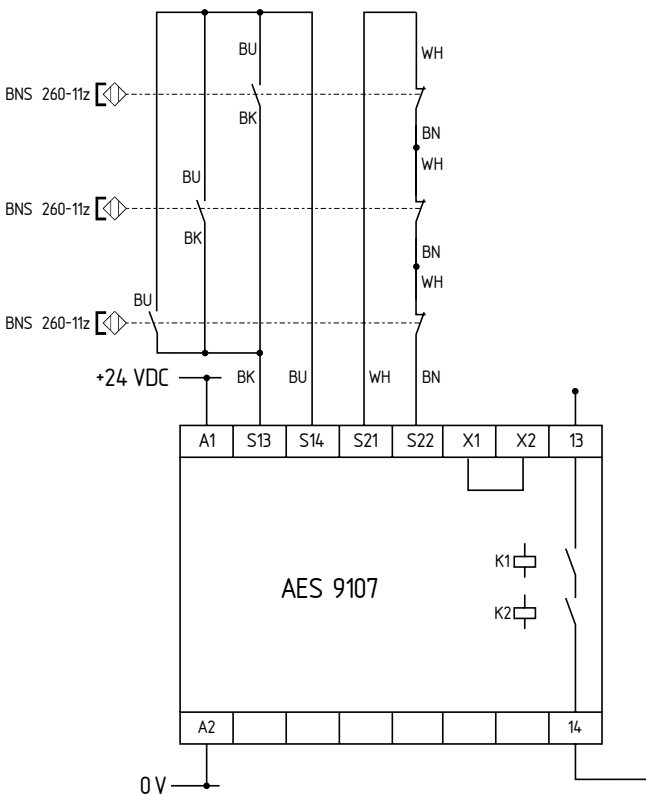 BU
WH
BNS 260-11z
BK
BN
WH
BU
BNS 260-11z
BK
BN
WH
BU
BNS 260-11z
+24 VDC
BK
BU
WH
BN
A1
S13
S14
S21
S22
X1
X2
13
K1
AES 9107
K2
A2
14
0V